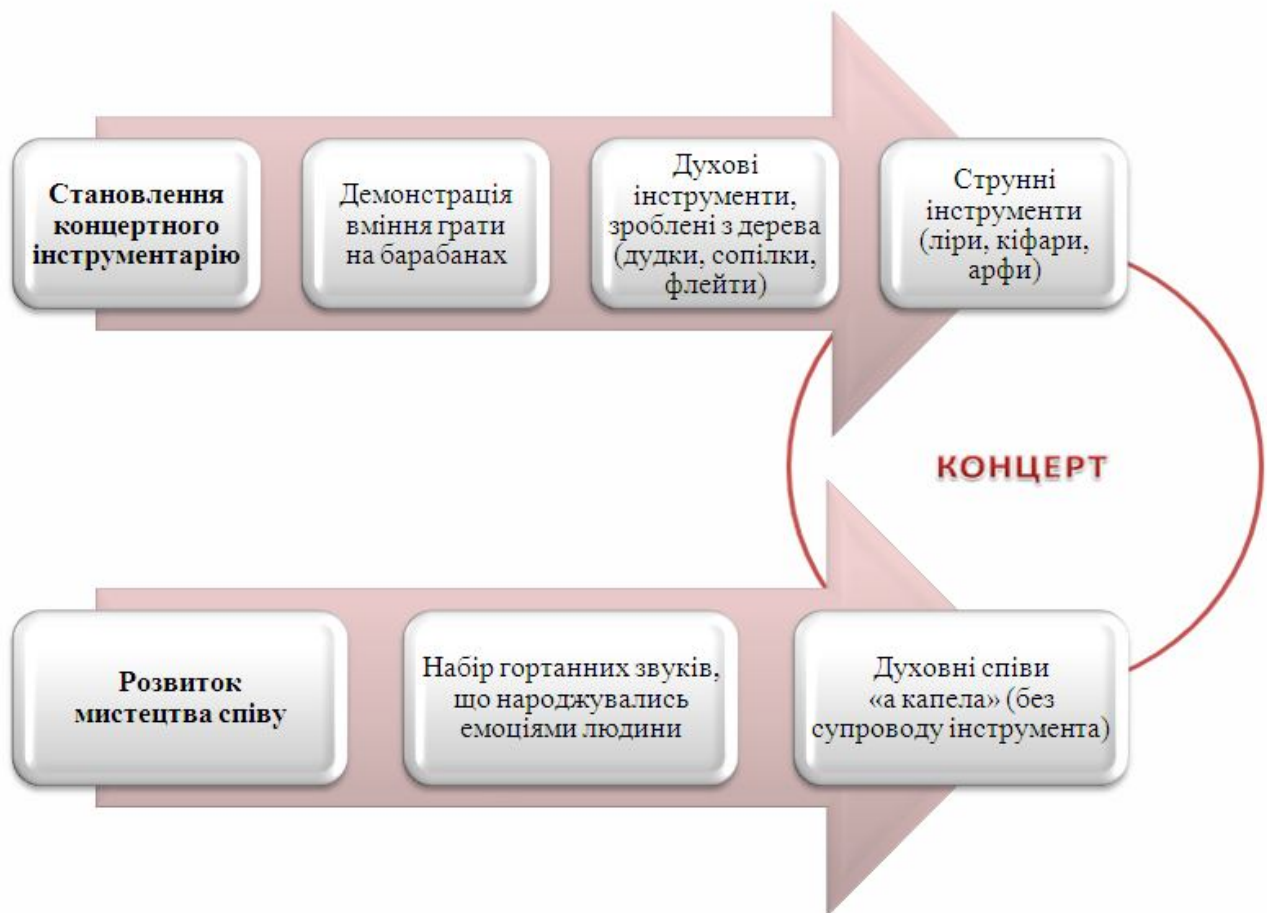 Становлення
концертного
інструментарію
Демонстрація
вміння грати
на барабанах
Духові
інструменти,
зроблені з дерева
(дудки, сопілки,
флейти)
Струнні
інструменти
(ліри, кіфари,
арфи)
КОНЦЕРТ
Розвиток
мистецтва співу
Набір гортанних звуків,
що народжувались
емоціями людини
Духовні співи
«а капела» (без
супроводу інструмента)